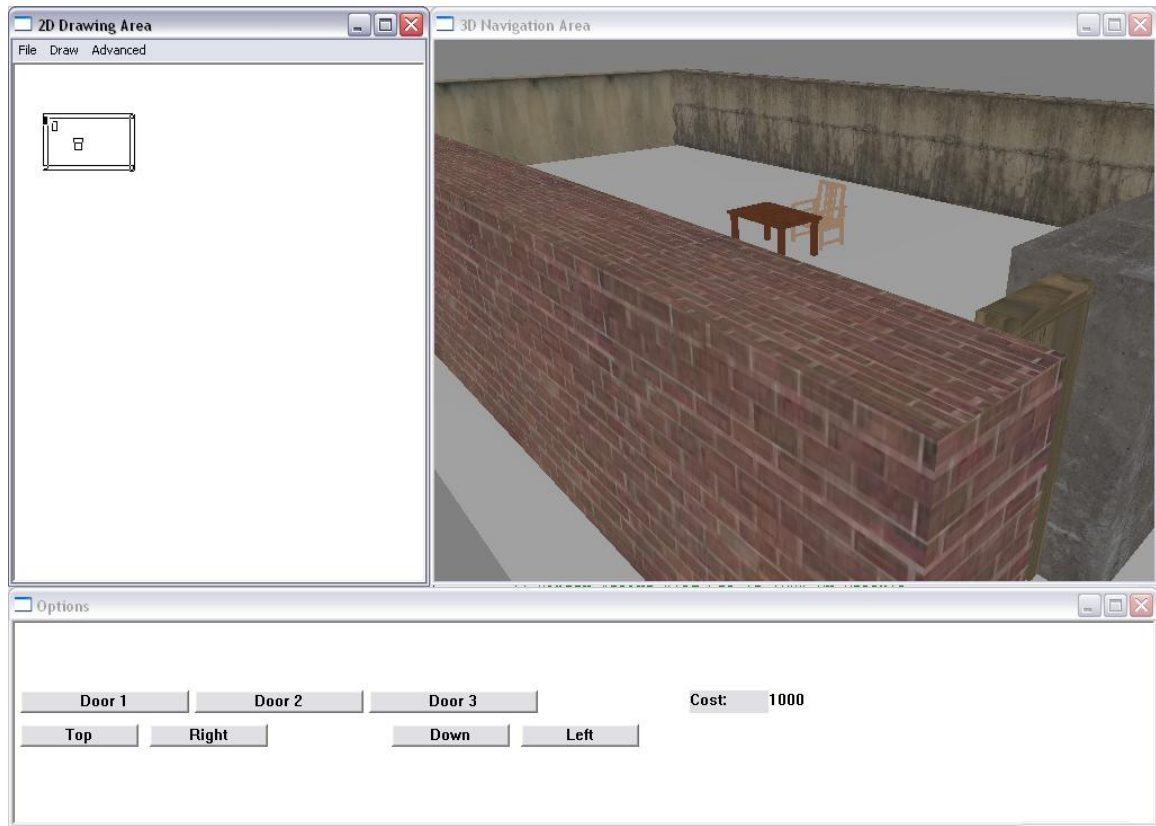 2D Drawing Area
File Draw Advanced
3D Navigation Area
Options
Door 1 Door 2 Door 3 Cost: 1000
Top Right Down Left